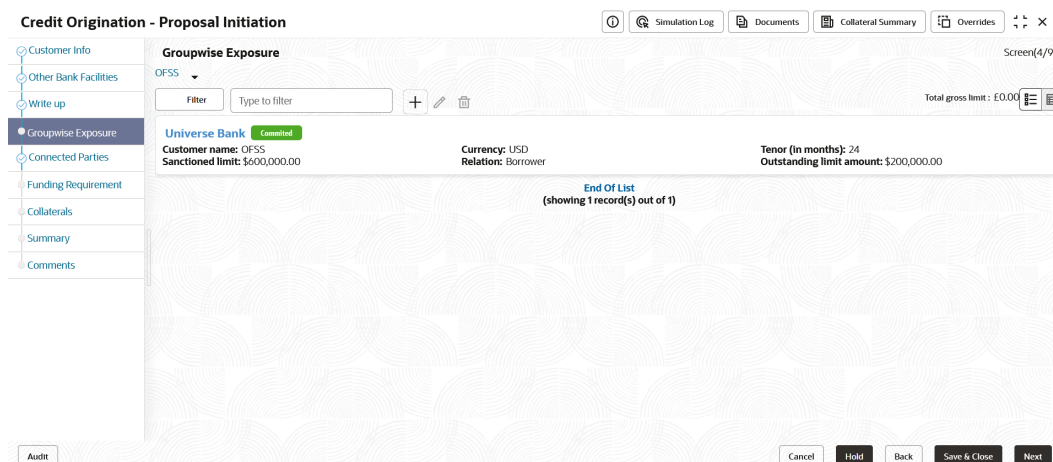 Credit Origination - Proposal Initiation
Simulation Log
Documents
Collateral Summary
Overrides
Customer Info
Other Bank Facilities
Write up
Groupwise Exposure
Connected Parties
Funding Requirement
Collaterals
Summary
Comments
Groupwise Exposure
Screen(4/9
OFSS
Filter
Type to filter
Total gross limit : £0.00
Universe Bank Commited
Customer name: OFSS Currency: USD Tenor (in months): 24
Sanctioned limit: $600,000.00 Relation: Borrower Outstanding limit amount: $200,000.00
End Of List
(showing 1 record(s) out of 1)
Audit
Cancel
Hold
Back
Save & Close
Next